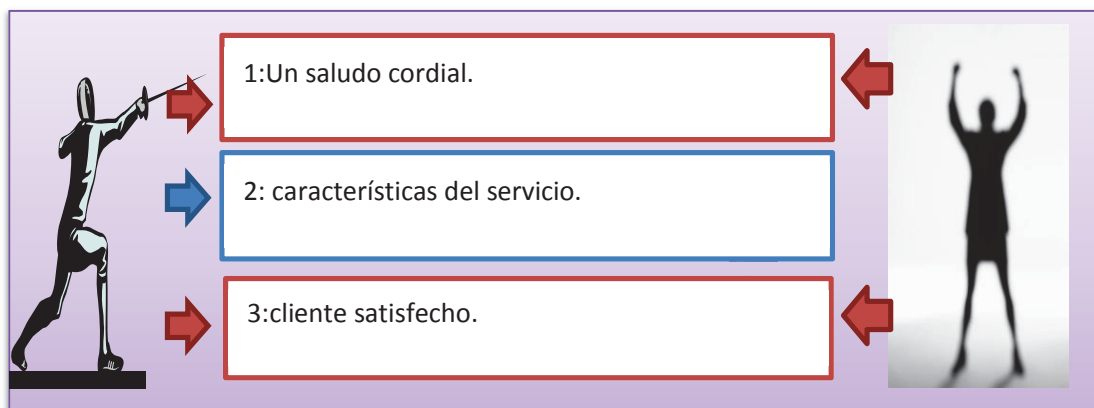 1:Un saludo cordial.
2: características del servicio.
3:cliente satisfecho.